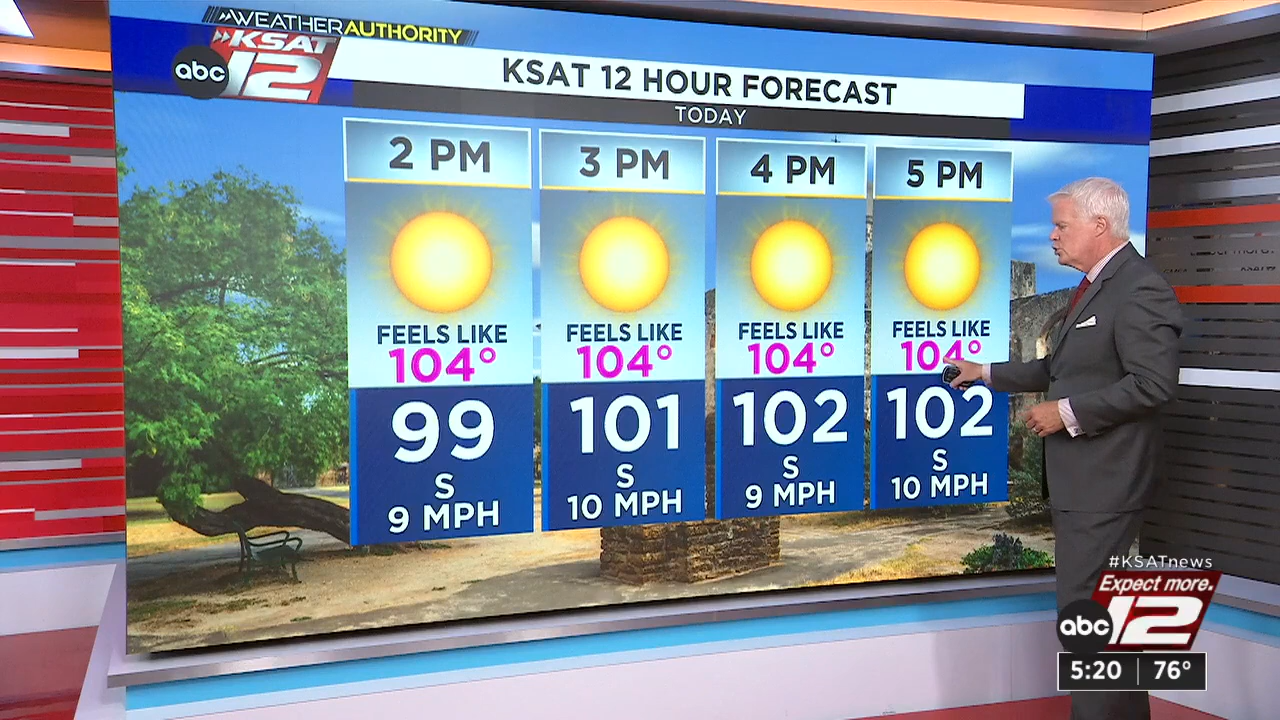 WEATHERAUTHORITY
KSAT
abc 12
KSAT 12 HOUR FORECAST
TODAY
2 PM
FEELS LIKE
104°
99
S
9 MPH
3 PM
FEELS LIKE
104°
101
S
10 MPH
4 PM
FEELS LIKE
104°
102
S
9 MPH
5 PM
FEELS LIKE
104°
102
S
10 MPH
#KSATnews
Expect more.
abc 12
5:20 76°